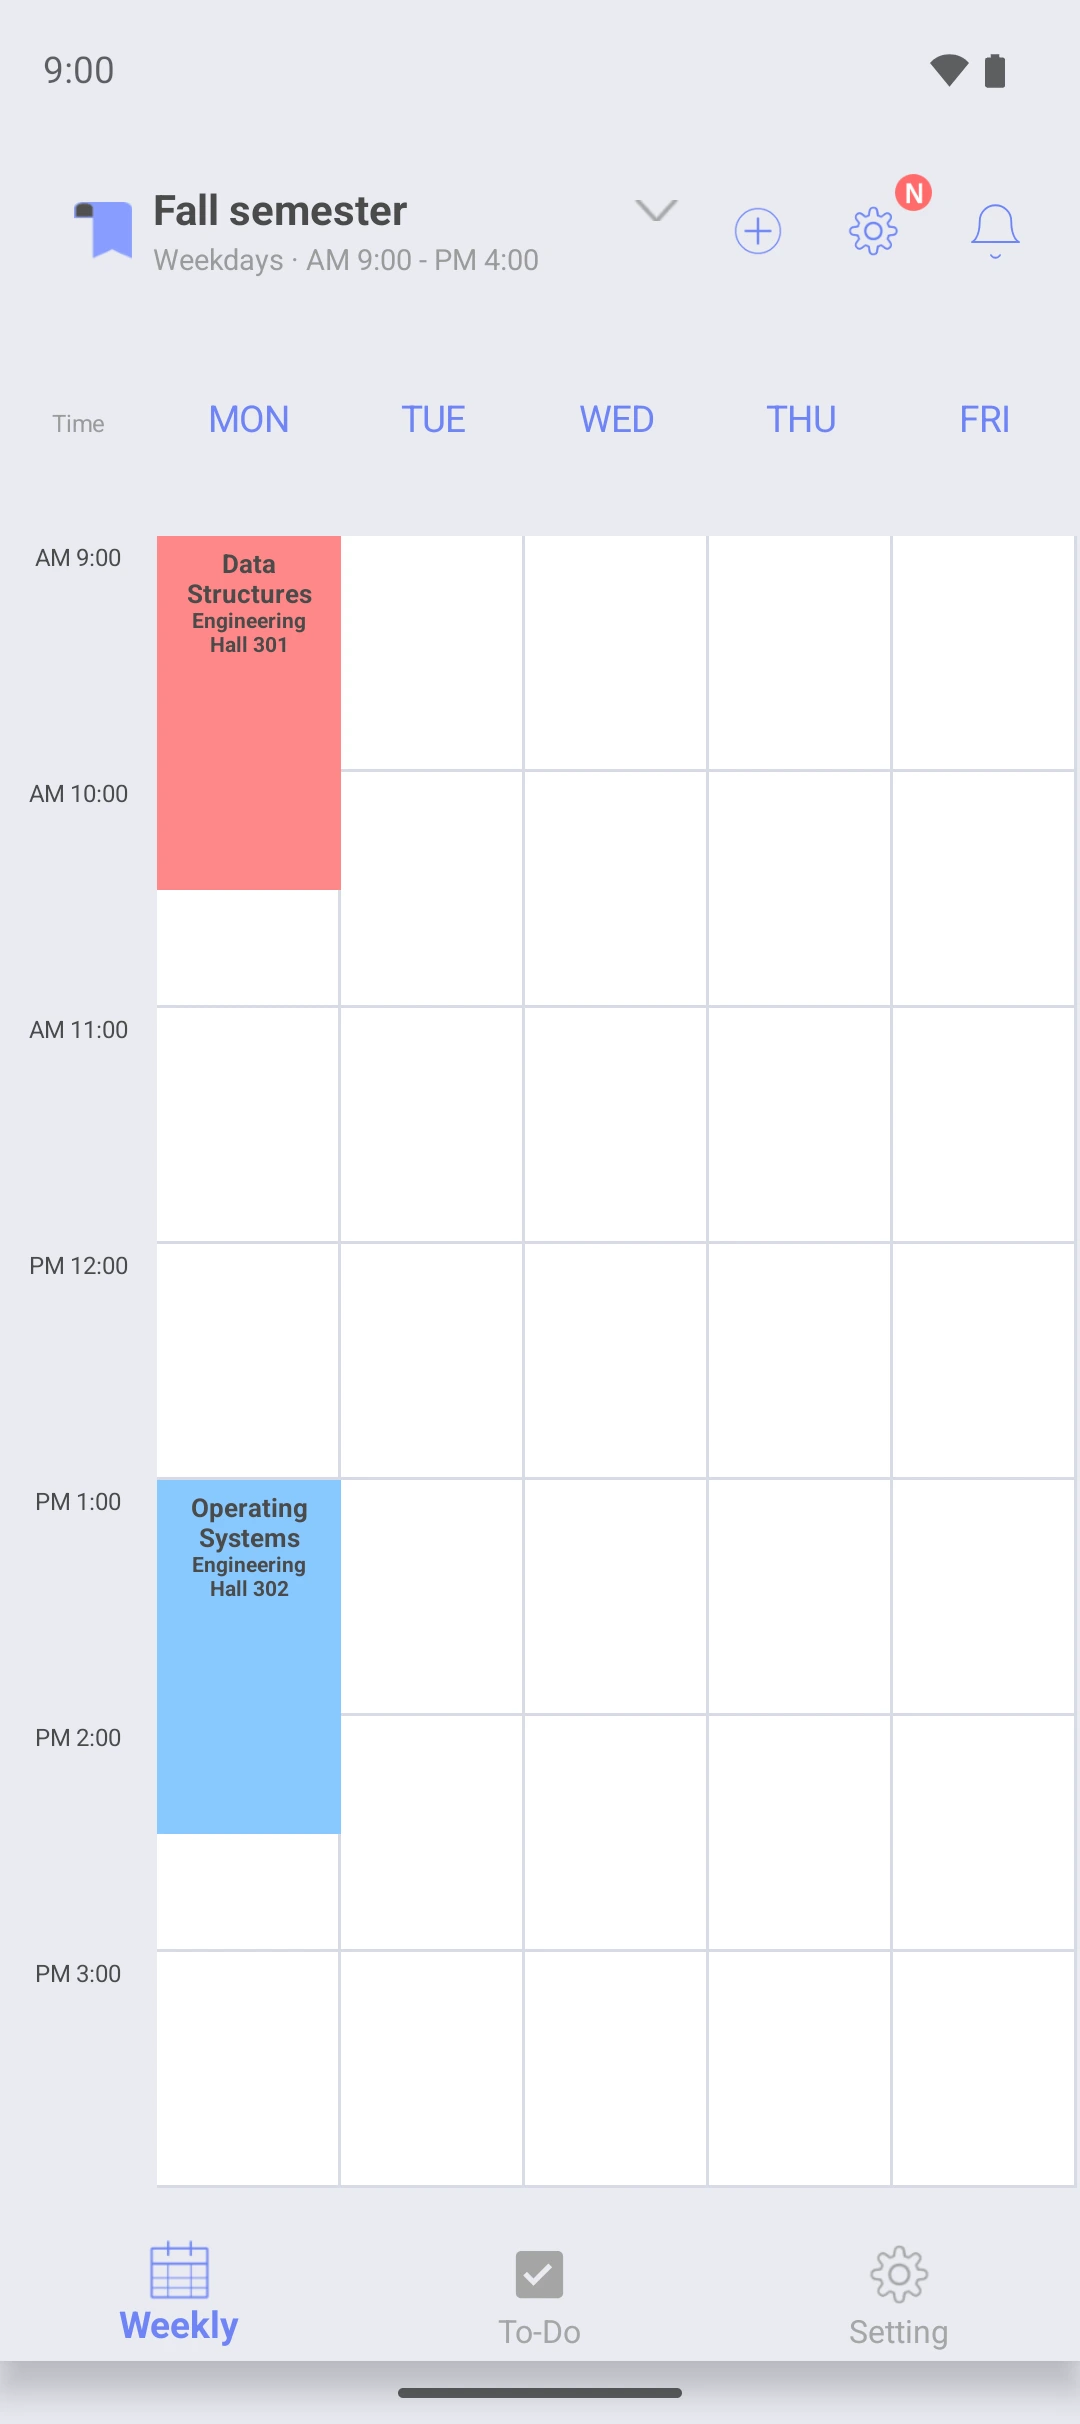 9:00
Fall semester
N
Weekdays · AM 9:00 - PM 4:00
Time MON TUE WED THU FRI
AM 9:00
Data
Structures
Engineering
Hall 301
AM 10:00
AM 11:00
PM 12:00
PM 1:00
Operating
Systems
Engineering
Hall 302
PM 2:00
PM 3:00
Weekly
To-Do
Setting